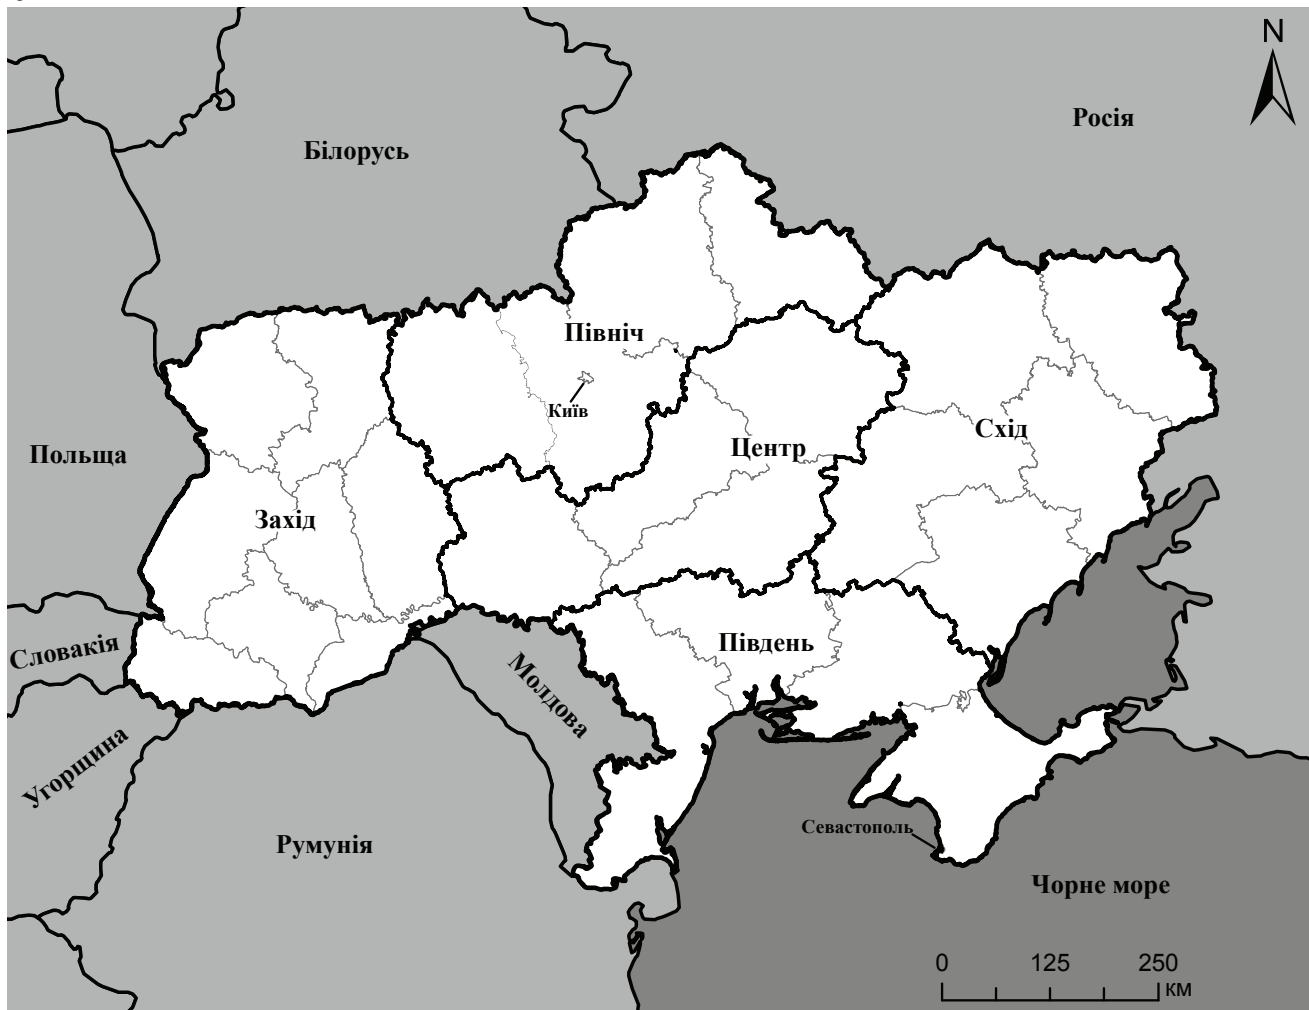 N
Росія
Білорусь
Північ
Київ
Польща
Центр
Схід
Захід
Словакія
Південь
Молдова
Угорщина
Севастополь
Румунія
Чорне море
0 125 250
км